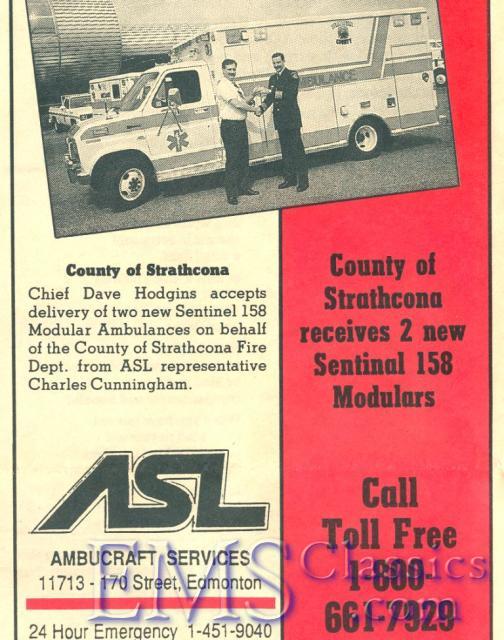 STRATHCONA
COUNTY
AMBULANCE
County of Strathcona
Chief Dave Hodgins accepts
delivery of two new Sentinel 158
Modular Ambulances on behalf
of the County of Strathcona Fire
Dept. from ASL representative
Charles Cunningham.
County of
Strathcona
receives 2 new
Sentinal 158
Modulars
ASL
AMBUCRAFT SERVICES
11713 - 170 Street, Edmonton
24 Hour Emergency 1-451-9040
Call
Toll Free
1-800-
661-7929
EMS Classics
.com